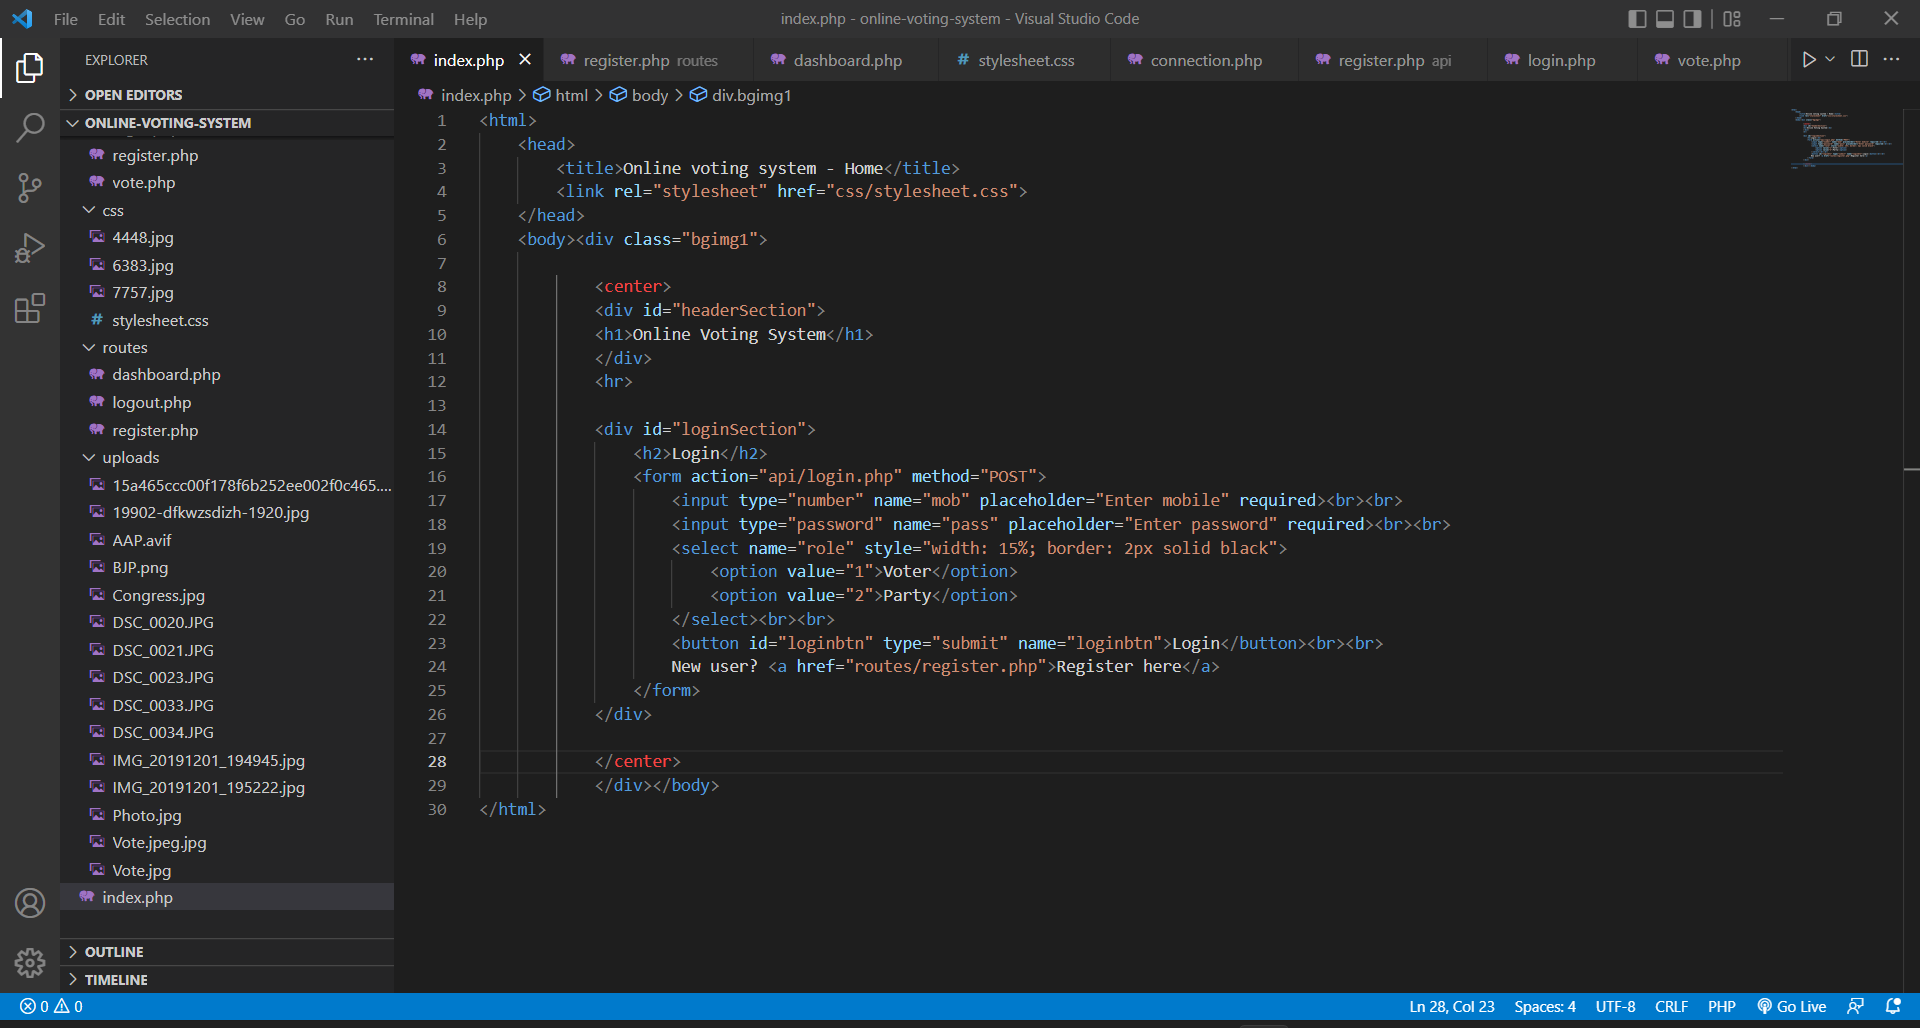 File Edit Selection View Go Run Terminal Help
index.php - online-voting-system - Visual Studio Code
EXPLORER
OPEN EDITORS
ONLINE-VOTING-SYSTEM
register.php
vote.php
css
4448.jpg
6383.jpg
7757.jpg
# stylesheet.css
routes
dashboard.php
logout.php
register.php
uploads
15a465ccc00f178f6b252ee002f0c465....
19902-dfkwzsdizh-1920.jpg
AAP.avif
BJP.png
Congress.jpg
DSC_0020.JPG
DSC_0021.JPG
DSC_0023.JPG
DSC_0033.JPG
DSC_0034.JPG
IMG_20191201_194945.jpg
IMG_20191201_195222.jpg
Photo.jpg
Vote.jpeg.jpg
Vote.jpg
index.php
OUTLINE
TIMELINE
index.php register.php routes dashboard.php # stylesheet.css connection.php register.php api login.php vote.php
index.php > html > body > div.bgimg1
1 <html>
2 <head>
3 <title>Online voting system - Home</title>
4 <link rel="stylesheet" href="css/stylesheet.css">
5 </head>
6 <body><div class="bgimg1">
7
8 <center>
9 <div id="headerSection">
10 <h1>Online Voting System</h1>
11 </div>
12 <hr>
13
14 <div id="loginSection">
15 <h2>Login</h2>
16 <form action="api/login.php" method="POST">
17 <input type="number" name="mob" placeholder="Enter mobile" required><br><br>
18 <input type="password" name="pass" placeholder="Enter password" required><br><br>
19 <select name="role" style="width: 15%; border: 2px solid black">
20 <option value="1">Voter</option>
21 <option value="2">Party</option>
22 </select><br><br>
23 <button id="loginbtn" type="submit" name="loginbtn">Login</button><br><br>
24 New user? <a href="routes/register.php">Register here</a>
25 </form>
26 </div>
27
28 </center>
29 </div></body>
30 </html>
0 0
Ln 28, Col 23 Spaces: 4 UTF-8 CRLF PHP Go Live